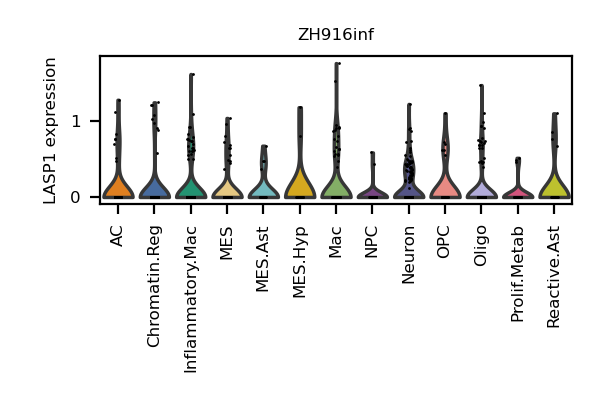 ZH916inf
LASP1 expression
1
0
AC
Chromatin.Reg
Inflammatory.Mac
MES
MES.Ast
MES.Hyp
Mac
NPC
Neuron
OPC
Oligo
Prolif.Metab
Reactive.Ast